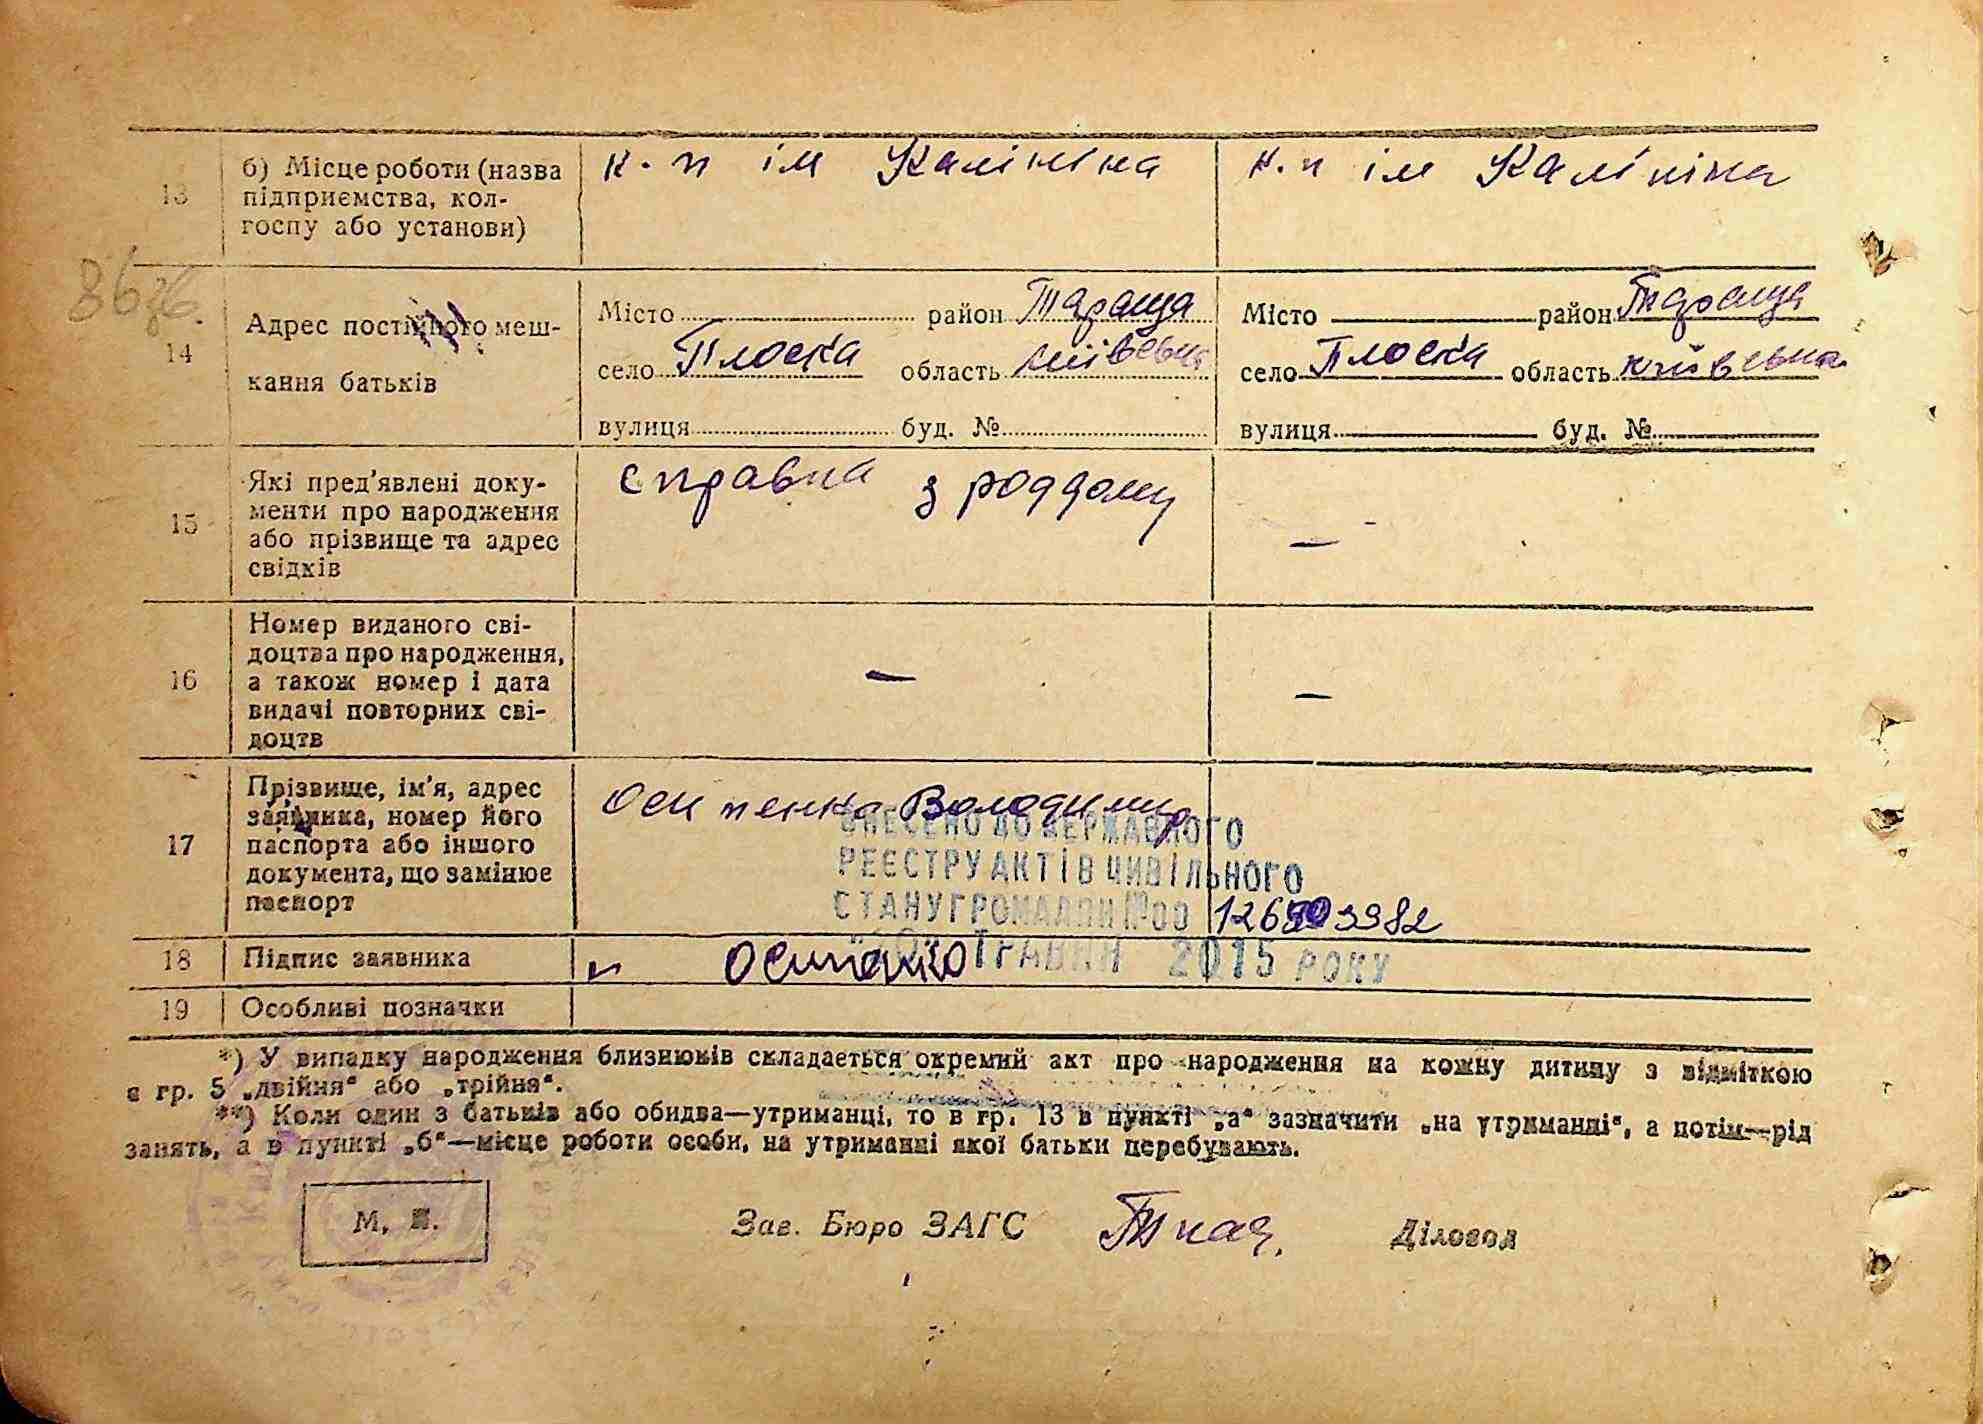 13 б) Місце роботи (назва підприємства, кол-госпу або установи) к. п ім Калініна к. п ім Калініна
8636.
14 Адрес постійного меш-кання батьків
Місто район Тараща Місто район Тараща
село Плоска область Київська село Плоска область Київська
вулиця буд. № вулиця буд. №
15 Які пред'явлені доку-
менти про народження
або прізвище та адрес
свідків
справка з роддому —
16 Номер виданого сві-
доцтва про народження,
а також номер і дата
видачі повторних сві-
доцтв
— —
17 Прізвище, ім'я, адрес
заявника, номер його
паспорта або іншого
документа, що замінює
паспорт
Осипенко Володимир
ВНЕСЕНО ДО ДЕРЖАВНОГО
РЕЄСТРУ АКТІВ ЦИВІЛЬНОГО
СТАНУ ГРОМАДЯН №00
ТРАВНЯ 2015 РОКУ
18 Підпис заявника
19 Особливі позначки
*) У випадку народження близнюків складається окремий акт про народження на кожну дитину з відміткою
в гр. 5 „двійня“ або „трійня“.
**) Коли один з батьків або обидва—утриманці, то в гр. 13 в пункті „а“ зазначити „на утриманні“, а потім—рід
занять, а в пункті „б“—місце роботи особи, на утриманні якої батьки перебувають.
М. П. Зав. Бюро ЗАГС Ткач. Діловод